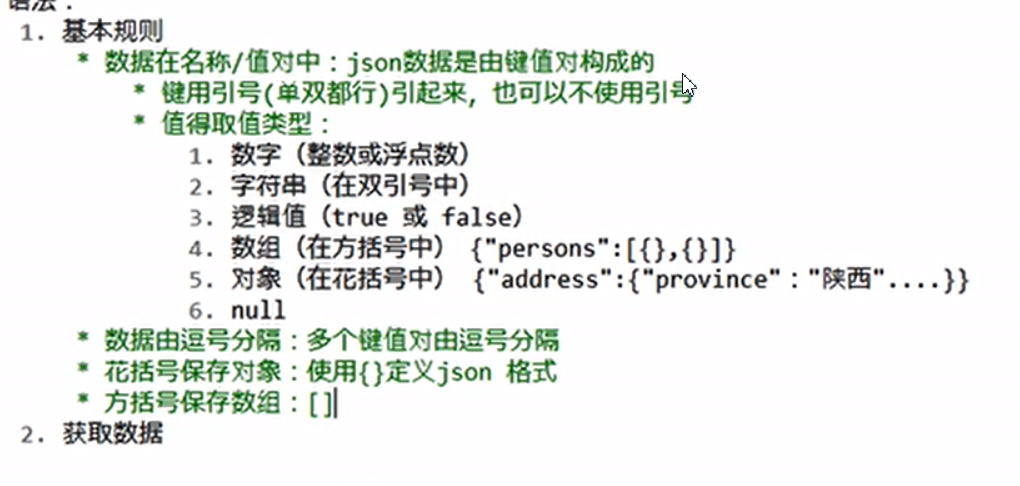 语法：
1. 基本规则
* 数据在名称/值对中：json数据是由键值对构成的
* 键用引号(单双都行)引起来，也可以不使用引号
* 值得取值类型：
1. 数字（整数或浮点数）
2. 字符串（在双引号中）
3. 逻辑值（true 或 false）
4. 数组（在方括号中） {"persons":[{},{}]}
5. 对象（在花括号中） {"address":{"province"："陕西"....}}
6. null
* 数据由逗号分隔：多个键值对由逗号分隔
* 花括号保存对象：使用{}定义json 格式
* 方括号保存数组：[]
2. 获取数据